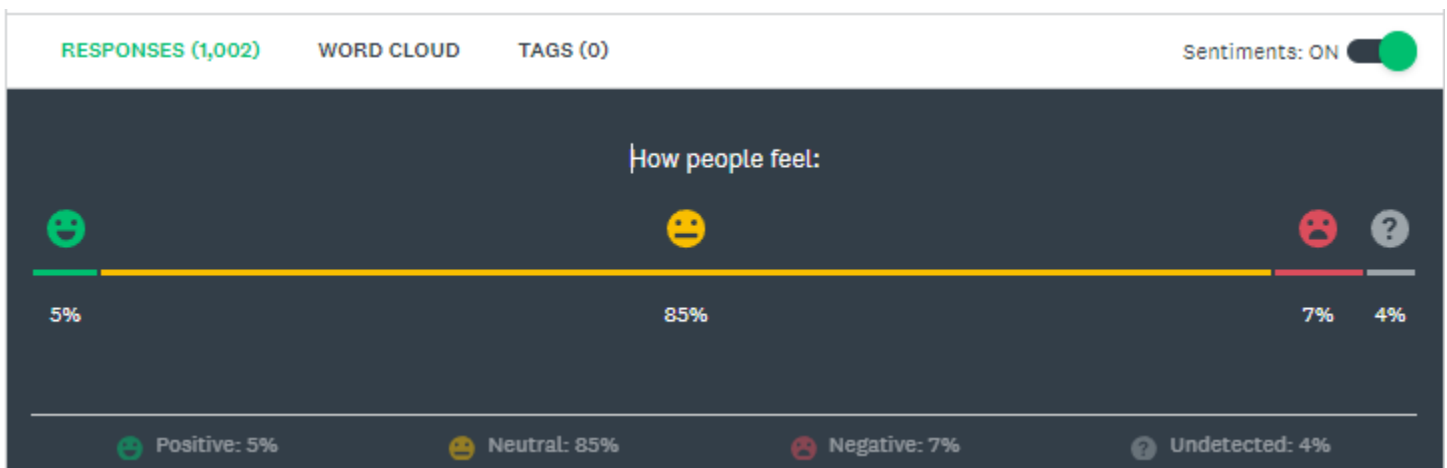 RESPONSES (1,002) WORD CLOUD TAGS (0) Sentiments: ON
How people feel:
?
5% 85% 7% 4%
Positive: 5% Neutral: 85% Negative: 7% ? Undetected: 4%